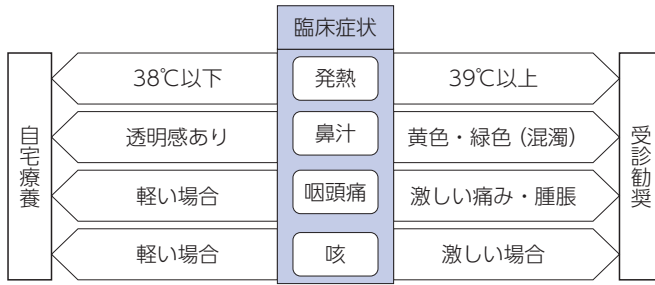 臨床症状
38℃以下
発熱
39℃以上
透明感あり
鼻汁
黄色・緑色（混濁）
軽い場合
咽頭痛
激しい痛み・腫脹
軽い場合
咳
激しい場合
自宅療養
受診勧奨